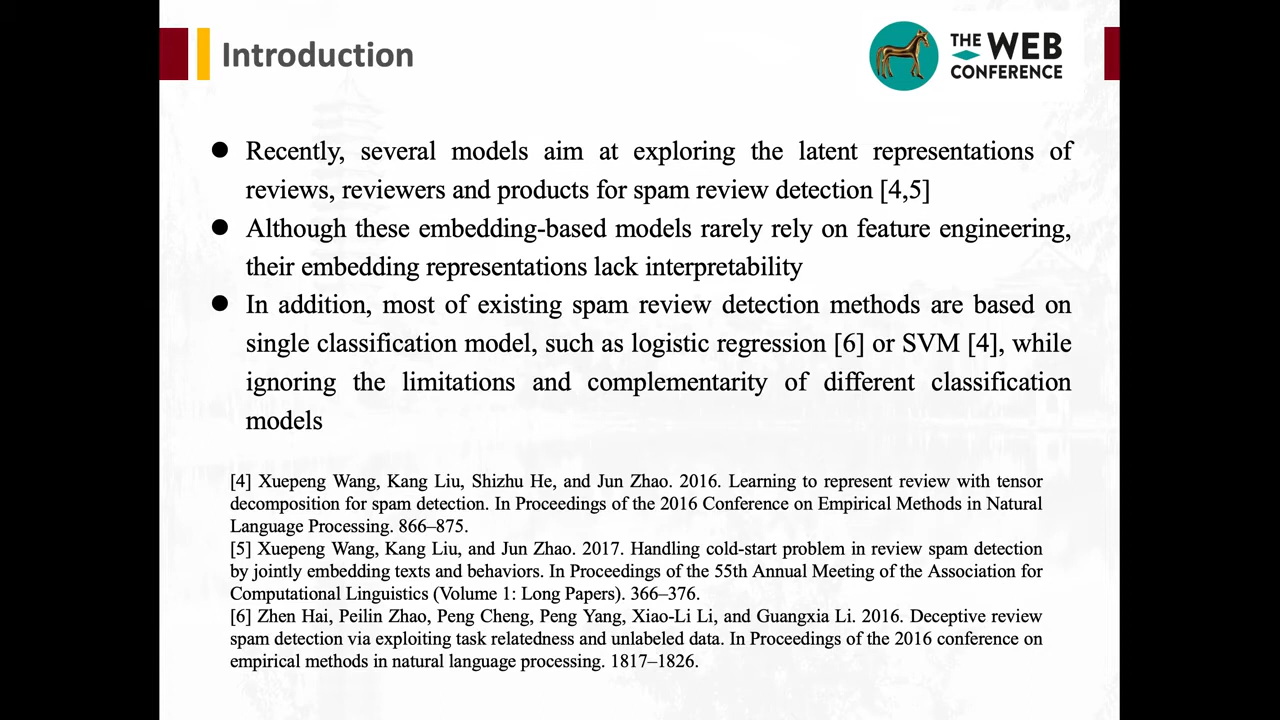 Introduction
THE WEB
CONFERENCE
● Recently, several models aim at exploring the latent representations of
reviews, reviewers and products for spam review detection [4,5]
● Although these embedding-based models rarely rely on feature engineering,
their embedding representations lack interpretability
● In addition, most of existing spam review detection methods are based on
single classification model, such as logistic regression [6] or SVM [4], while
ignoring the limitations and complementarity of different classification
models
[4] Xuepeng Wang, Kang Liu, Shizhu He, and Jun Zhao. 2016. Learning to represent review with tensor
decomposition for spam detection. In Proceedings of the 2016 Conference on Empirical Methods in Natural
Language Processing. 866–875.
[5] Xuepeng Wang, Kang Liu, and Jun Zhao. 2017. Handling cold-start problem in review spam detection
by jointly embedding texts and behaviors. In Proceedings of the 55th Annual Meeting of the Association for
Computational Linguistics (Volume 1: Long Papers). 366–376.
[6] Zhen Hai, Peilin Zhao, Peng Cheng, Peng Yang, Xiao-Li Li, and Guangxia Li. 2016. Deceptive review
spam detection via exploiting task relatedness and unlabeled data. In Proceedings of the 2016 conference on
empirical methods in natural language processing. 1817–1826.